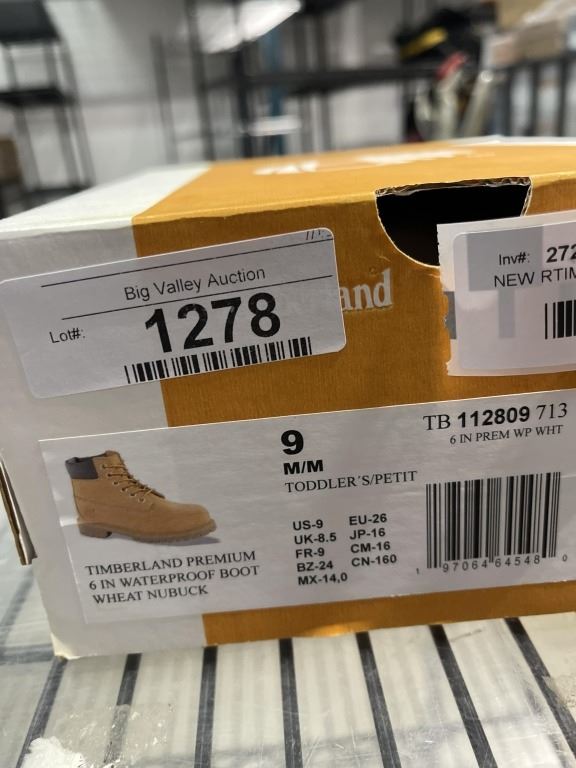 Big Valley Auction
Lot#: 1278
and
Inv#: 272
NEW RTIM
TB 112809 713
6 IN PREM WP WHT
9
M/M
TODDLER'S/PETIT
US-9 EU-26
UK-8.5 JP-16
FR-9 CM-16
BZ-24 CN-160
MX-14,0
TIMBERLAND PREMIUM
6 IN WATERPROOF BOOT
WHEAT NUBUCK
1 97064 64548 0